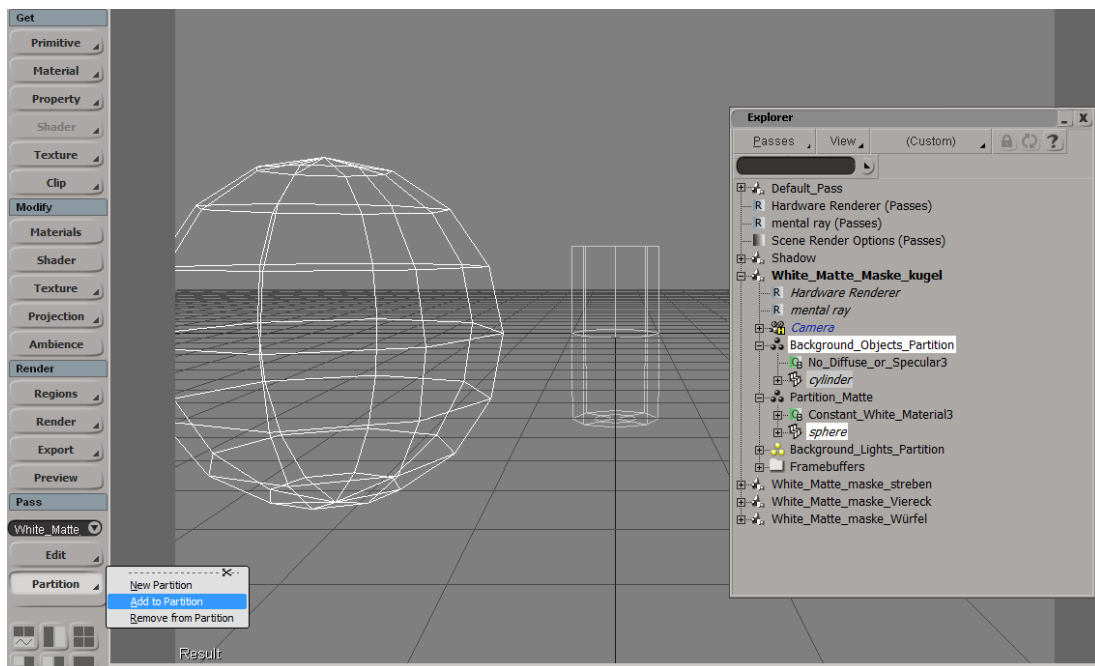 Get
Primitive
Material
Property
Shader
Texture
Clip
Modify
Materials
Shader
Texture
Projection
Ambience
Render
Regions
Render
Export
Preview
Pass
White_Matte
Edit
Partition
New Partition
Add to Partition
Remove from Partition
Result
Explorer
Passes View (Custom)
Default_Pass
Hardware Renderer (Passes)
mental ray (Passes)
Scene Render Options (Passes)
Shadow
White_Matte_Maske_kugel
Hardware Renderer
mental ray
Camera
Background_Objects_Partition
No_Diffuse_or_Specular3
cylinder
Partition_Matte
Constant_White_Material3
sphere
Background_Lights_Partition
Framebuffers
White_Matte_maske_streben
White_Matte_maske_Viereck
White_Matte_maske_Würfel